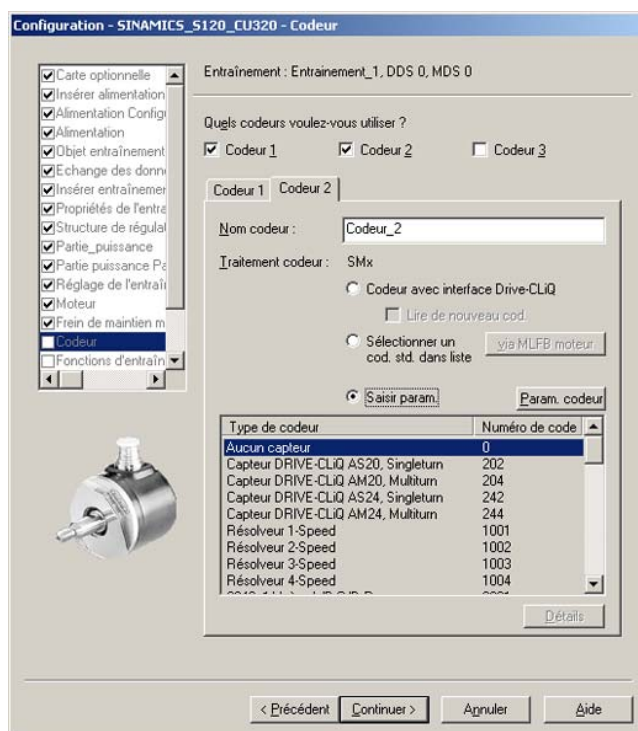 Configuration - SINAMICS_S120_CU320 - Codeur
Carte optionnelle
Insérer alimentation
Alimentation Config
Alimentation
Objet entraînement
Echange des donn
Insérer entraînemer
Propriétés de l'entra
Structure de régulat
Partie_puissance
Partie puissance Pa
Réglage de l'entraî
Moteur
Frein de maintien m
Codeur
Fonctions d'entraîn
Entraînement : Entrainement_1, DDS 0, MDS 0
Quels codeurs voulez-vous utiliser ?
Codeur 1 Codeur 2 Codeur 3
Codeur 1 Codeur 2
Nom codeur : Codeur_2
Traitement codeur : SMx
Codeur avec interface Drive-CLiQ
Lire de nouveau cod.
Sélectionner un
cod. std. dans liste
via MLFB moteur
Saisir param. Param. codeur
Type de codeur Numéro de code
Aucun capteur 0
Capteur DRIVE-CLiQ AS20, Singleturn 202
Capteur DRIVE-CLiQ AM20, Multiturn 204
Capteur DRIVE-CLiQ AS24, Singleturn 242
Capteur DRIVE-CLiQ AM24, Multiturn 244
Résolveur 1-Speed 1001
Résolveur 2-Speed 1002
Résolveur 3-Speed 1003
Résolveur 4-Speed 1004
Détails
< Précédent Continuer > Annuler Aide